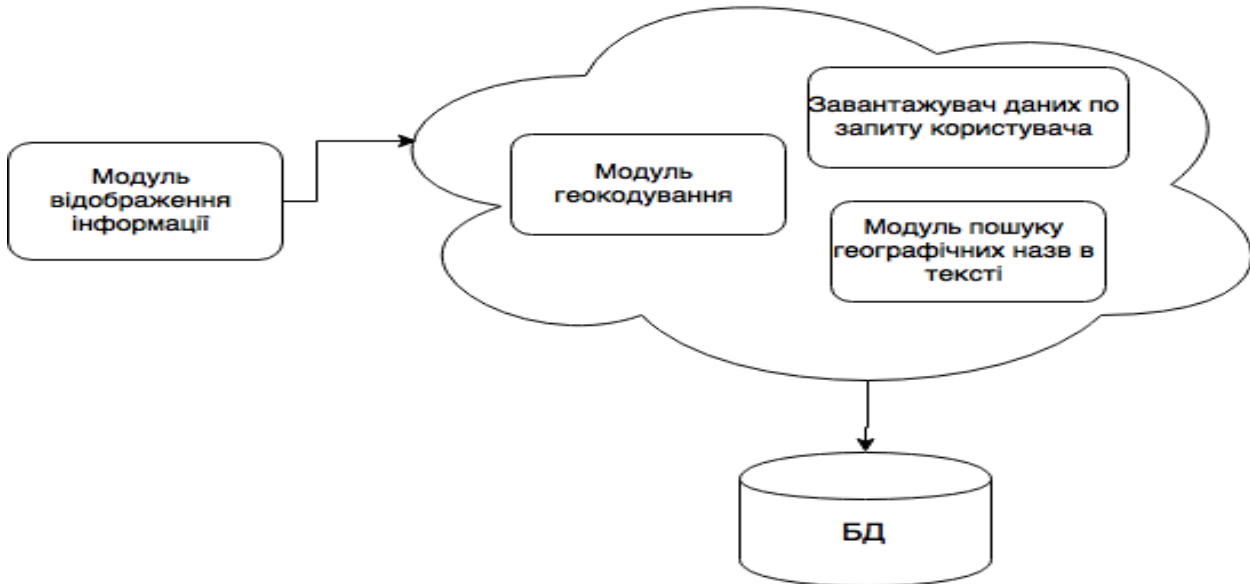 Завантажувач даних по
запиту користувача
Модуль
відображення
інформації
Модуль
геокодування
Модуль пошуку
географічних назв в
тексті
БД